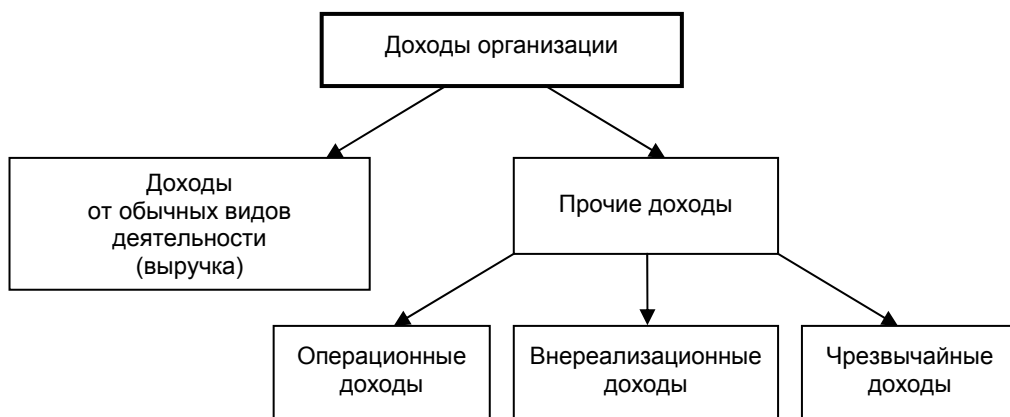 Доходы организации
Доходы
от обычных видов
деятельности
(выручка)
Прочие доходы
Операционные
доходы
Внереализационные
доходы
Чрезвычайные
доходы